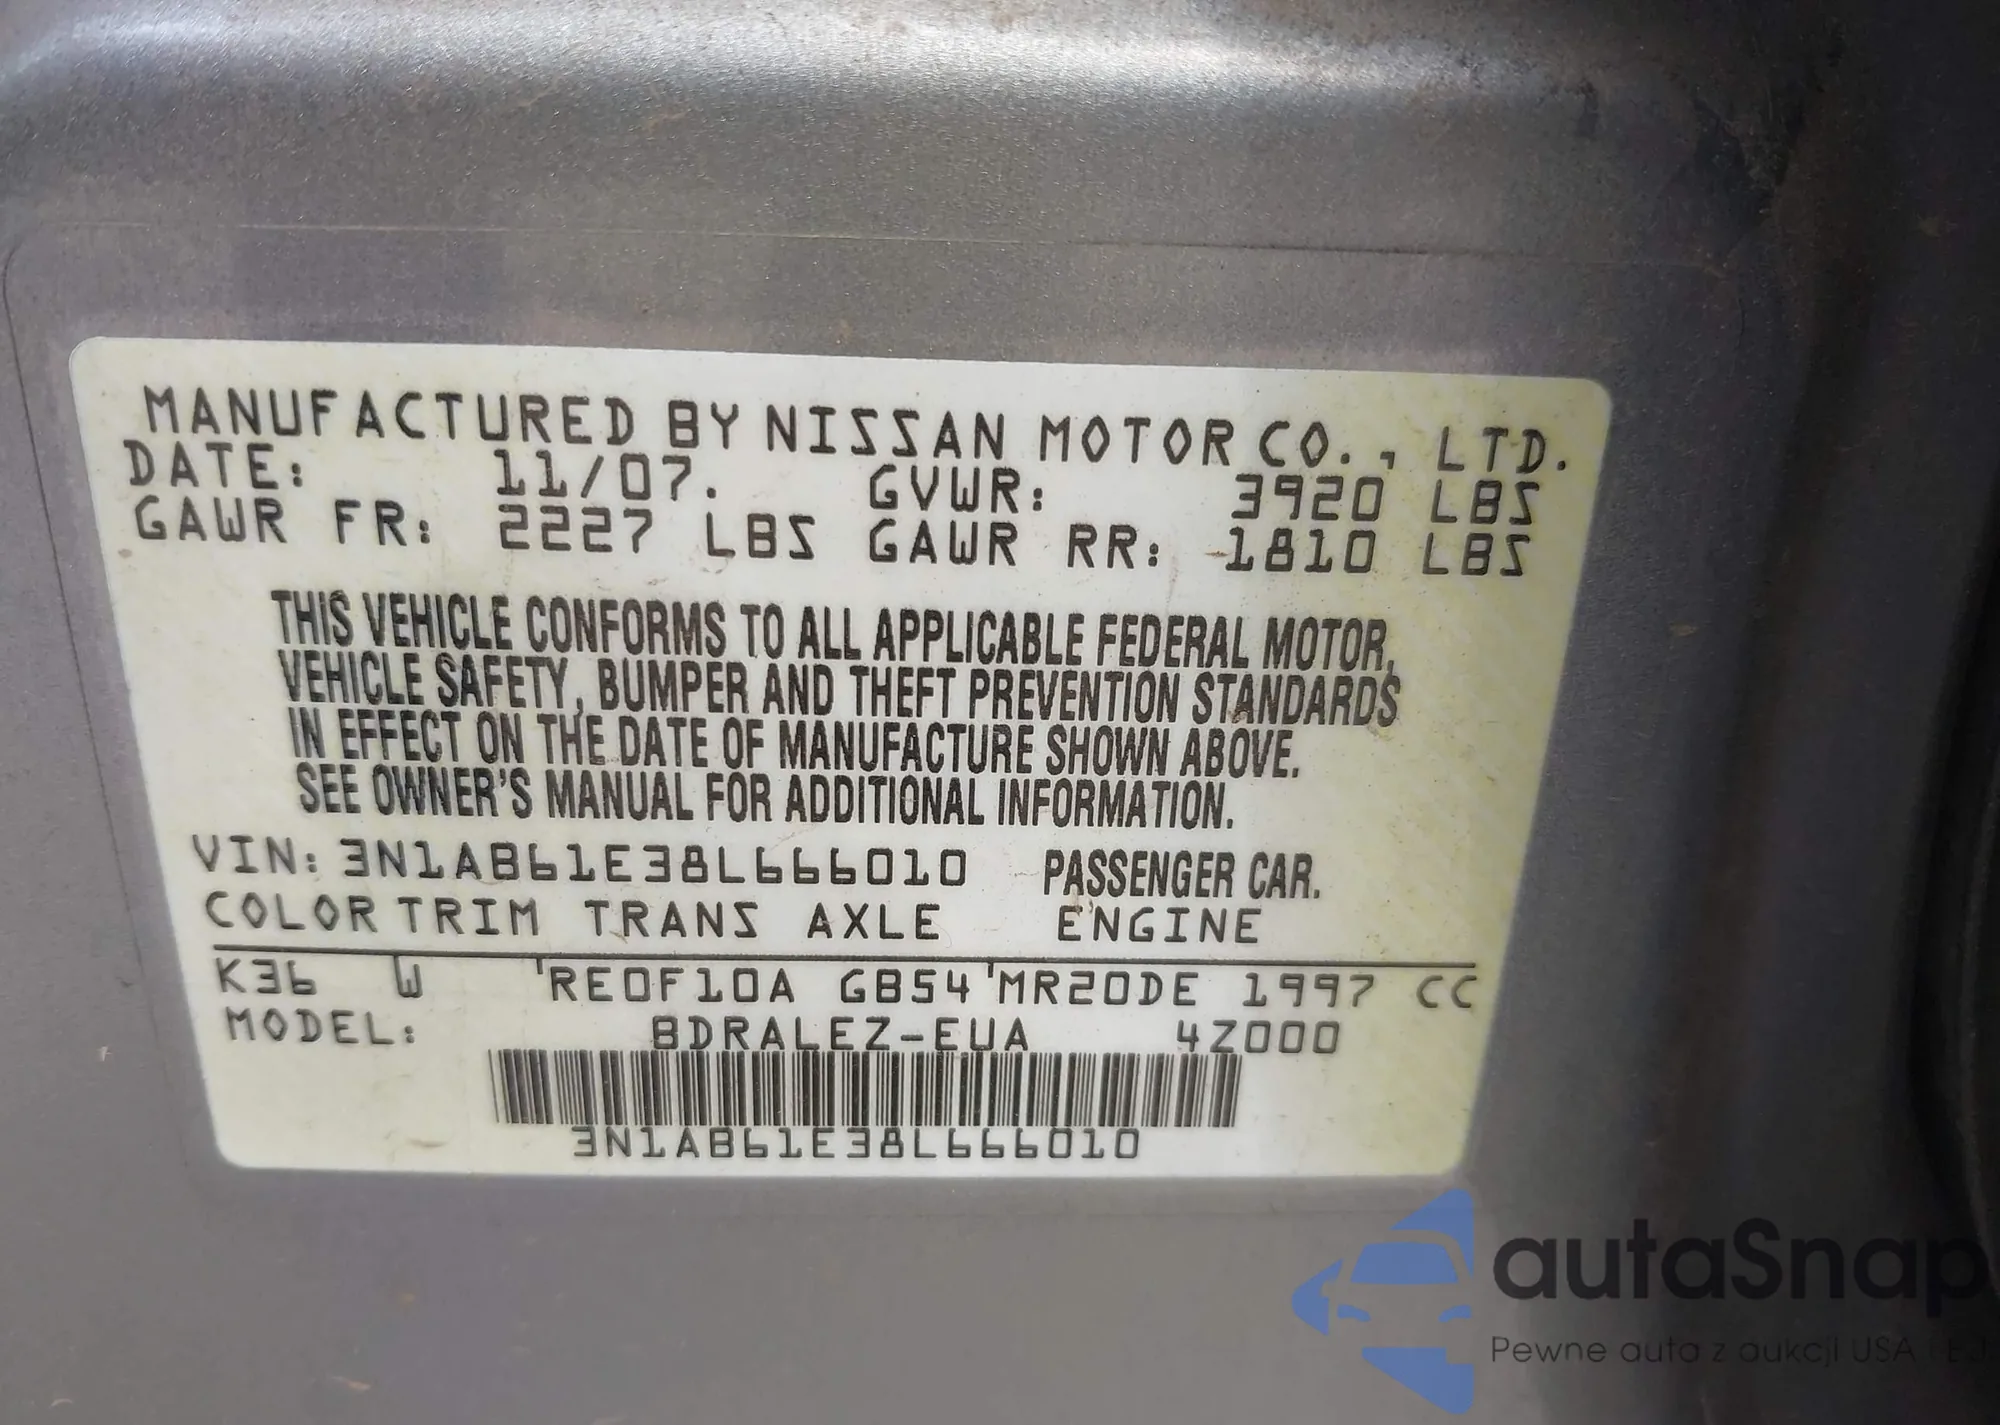 MANUFACTURED BY NISSAN MOTOR CO., LTD.
DATE: 11/07. GVWR: 3920 LBS
GAWR FR: 2227 LBS GAWR RR: 1810 LBS
THIS VEHICLE CONFORMS TO ALL APPLICABLE FEDERAL MOTOR
VEHICLE SAFETY, BUMPER AND THEFT PREVENTION STANDARDS
IN EFFECT ON THE DATE OF MANUFACTURE SHOWN ABOVE.
SEE OWNER'S MANUAL FOR ADDITIONAL INFORMATION.
VIN: 3N1AB61E38L666010 PASSENGER CAR.
COLOR TRIM TRANS AXLE ENGINE
K36 W RE0F10A GB54 MR20DE 1997 CC
MODEL: BDRALEZ-EUA 4Z000
3N1AB61E38L666010
autaSnap
Pewne auta z aukcji USA i EU